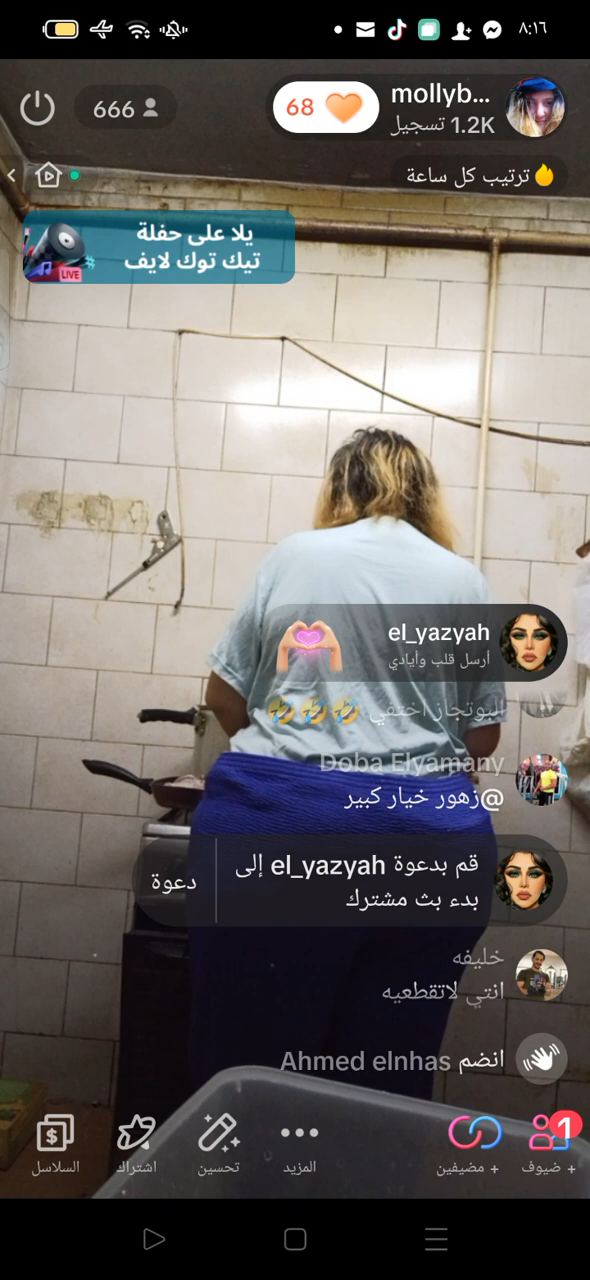 ٨:١٦
mollyb...
1.2K تسجيل
68
666
ترتيب كل ساعة
يلا على حفلة
تيك توك لايف
LIVE
el_yazyah
أرسل قلب وأيادي
البوتجاز اختفي 🤣🤣🤣
Doba Elyamany
@زهور خيار كبير
قم بدعوة el_yazyah إلى
بدء بث مشترك
دعوة
خليفه
انتي لاتقطعيه
Ahmed elnhas انضم
1
+ ضيوف
+ مضيفين
المزيد
تحسين
اشتراك
السلاسل